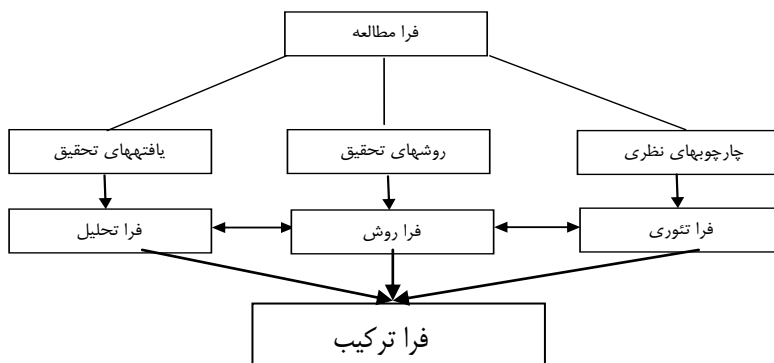 فرا مطالعه
چارچوبهای نظری
روشهای تحقیق
یافتههای تحقیق
فرا تئوری
فرا روش
فرا تحلیل
فرا ترکیب